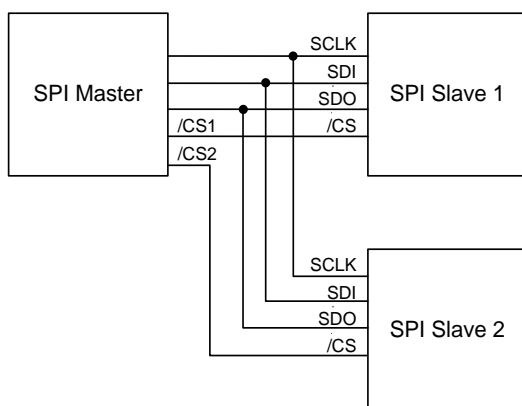 SPI Master
/CS1
/CS2
SCLK
SDI
SDO
/CS
SPI Slave 1
SCLK
SDI
SDO
/CS
SPI Slave 2